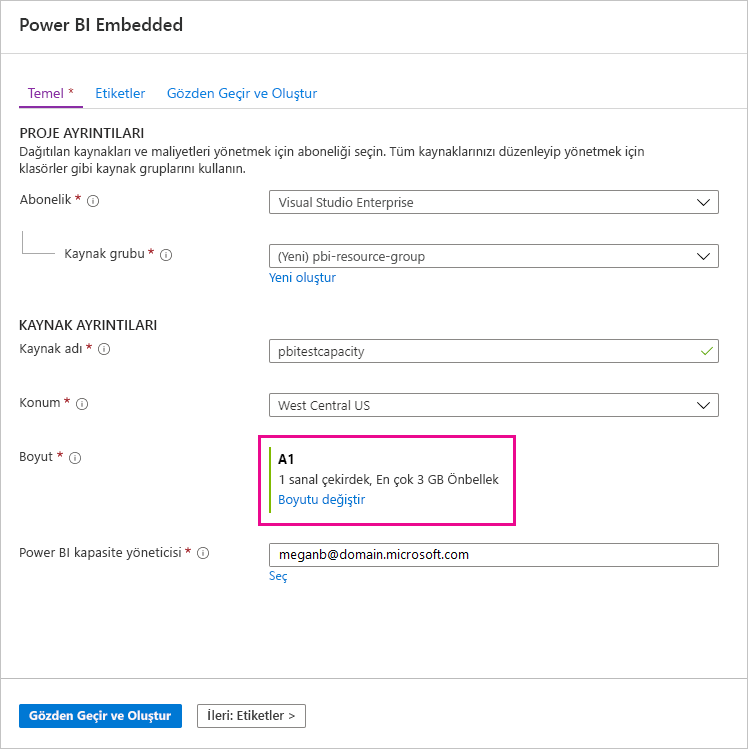 Power BI Embedded
Temel * Etiketler Gözden Geçir ve Oluştur
PROJE AYRINTILARI
Dağıtılan kaynakları ve maliyetleri yönetmek için aboneliği seçin. Tüm kaynaklarınızı düzenleyip yönetmek için
klasörler gibi kaynak gruplarını kullanın.
Abonelik * Visual Studio Enterprise
Kaynak grubu * (Yeni) pbi-resource-group
Yeni oluştur
KAYNAK AYRINTILARI
Kaynak adı * pbitestcapacity
Konum * West Central US
Boyut * A1
1 sanal çekirdek, En çok 3 GB Önbellek
Boyutu değiştir
Power BI kapasite yöneticisi * meganb@domain.microsoft.com
Seç
Gözden Geçir ve Oluştur İleri: Etiketler >